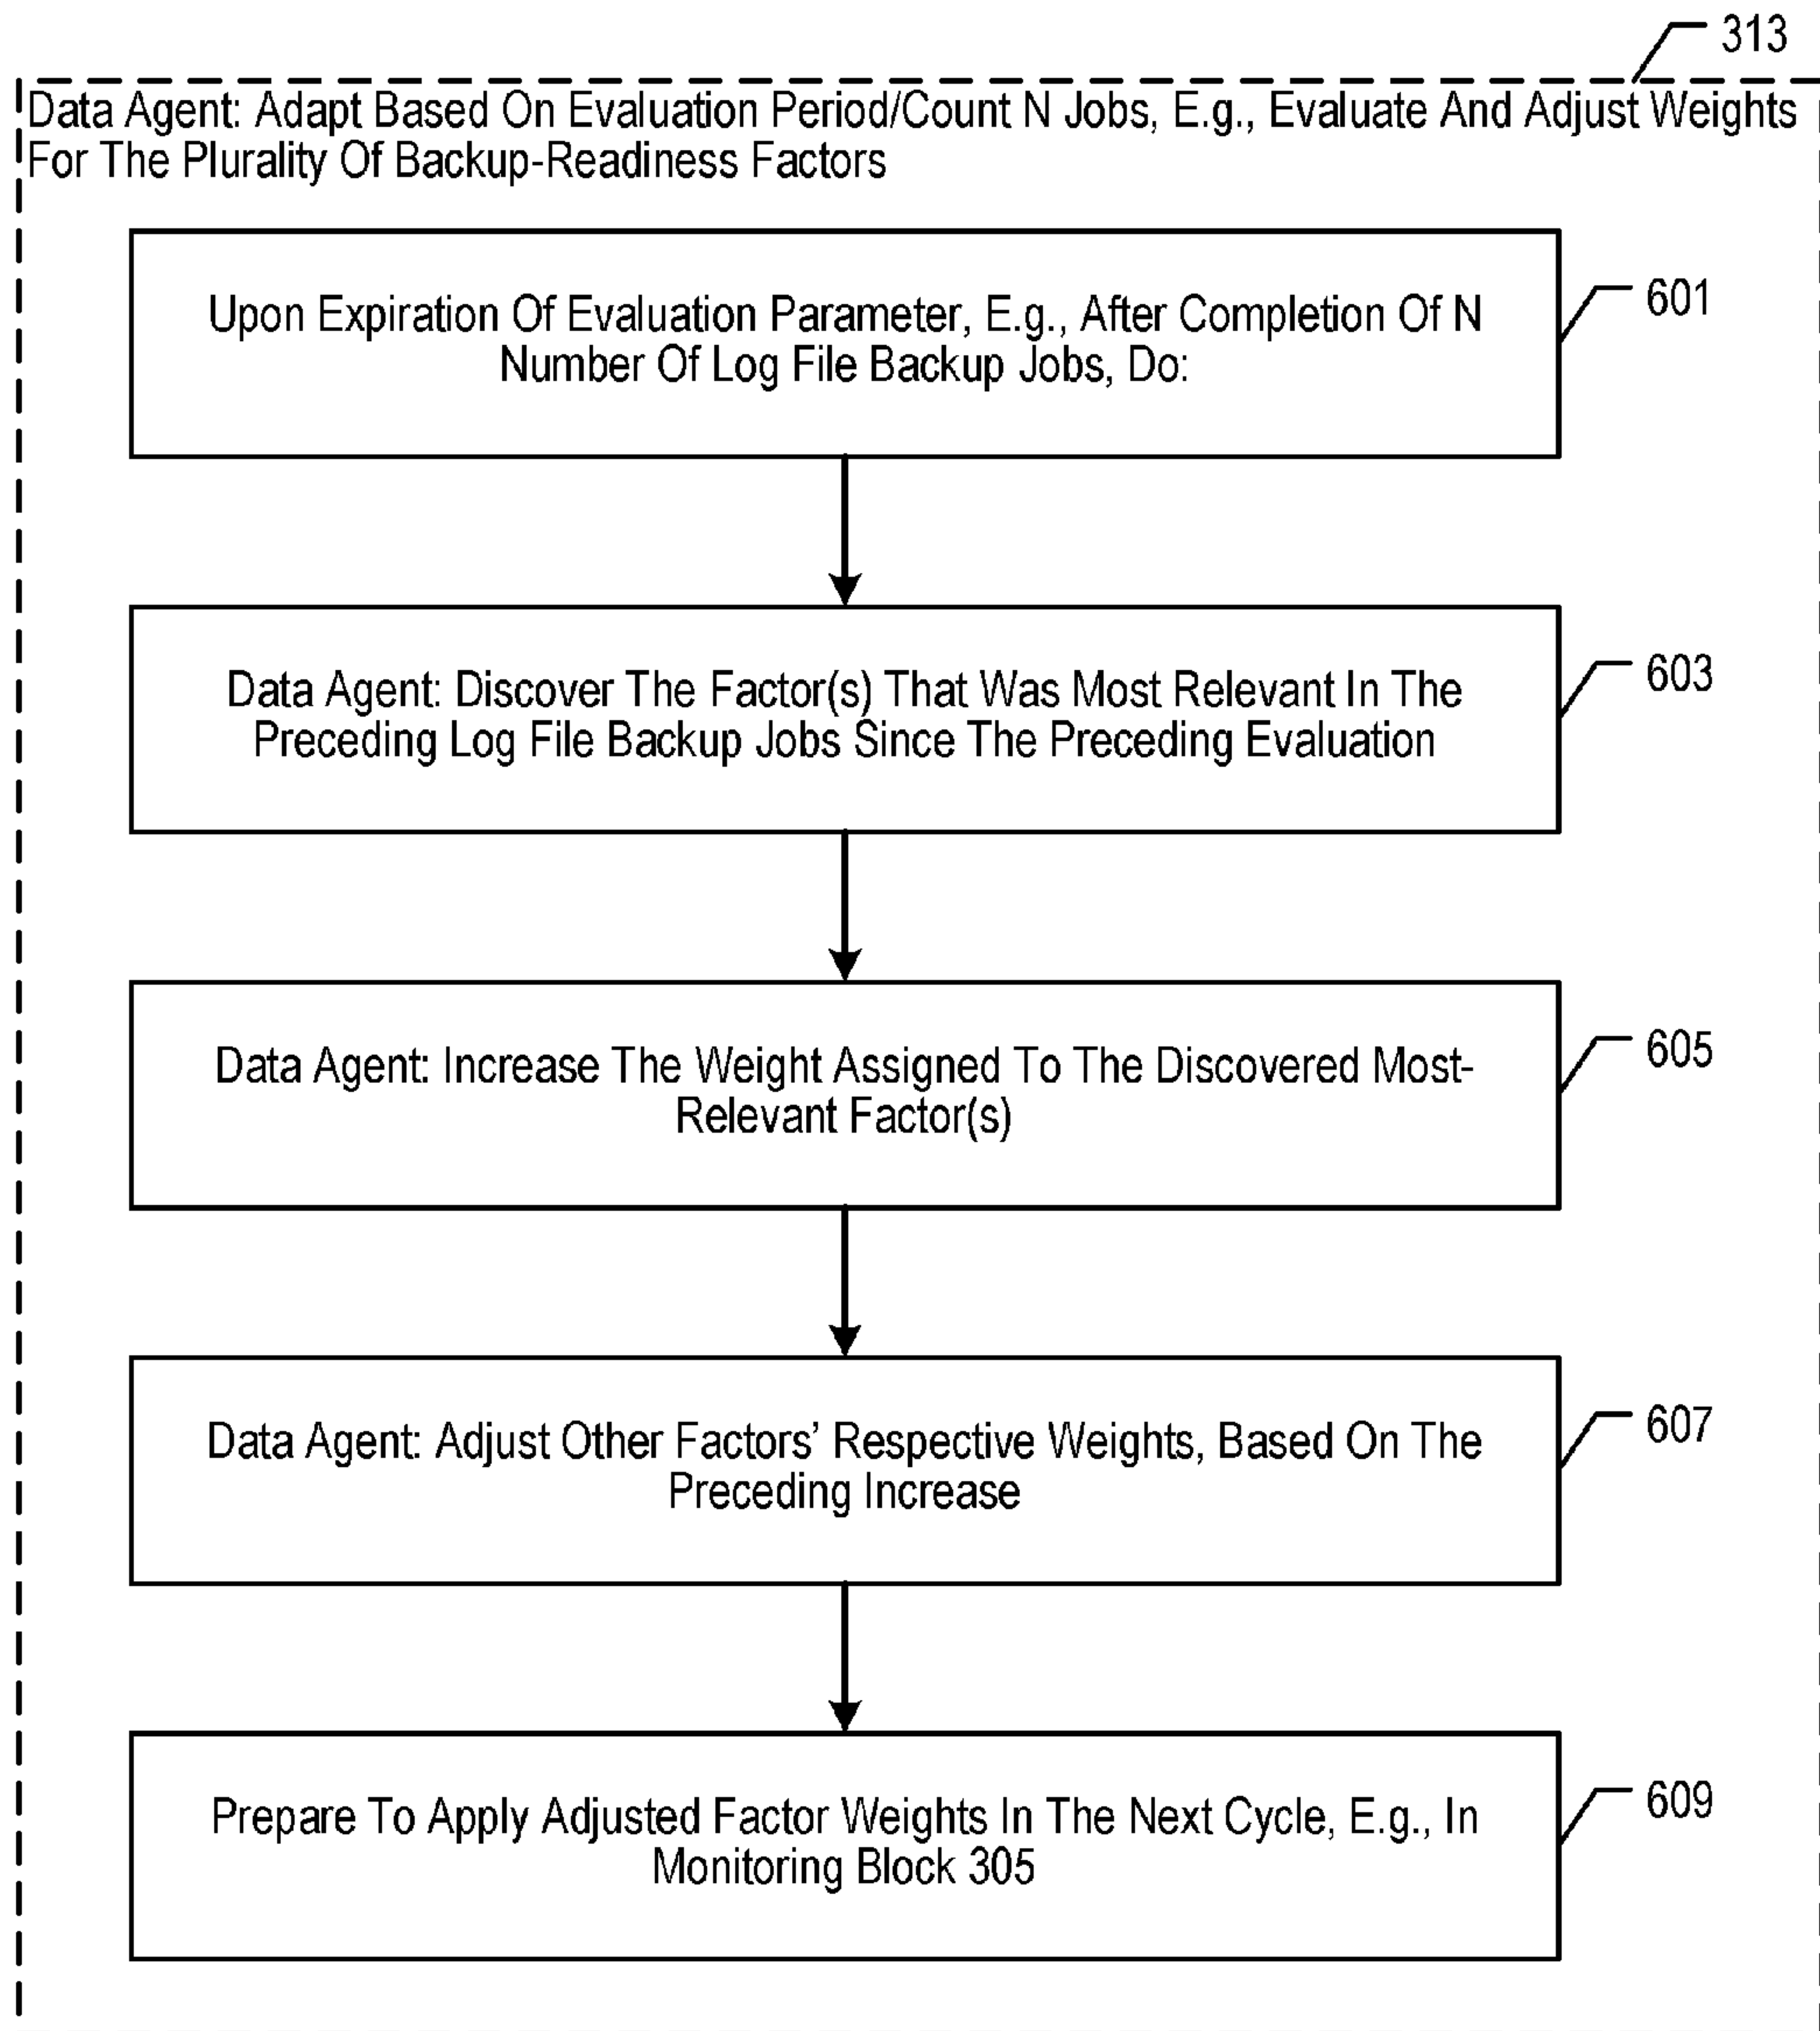 313
Data Agent: Adapt Based On Evaluation Period/Count N Jobs, E.g., Evaluate And Adjust Weights
For The Plurality Of Backup-Readiness Factors
Upon Expiration Of Evaluation Parameter, E.g., After Completion Of N
Number Of Log File Backup Jobs, Do:
601
Data Agent: Discover The Factor(s) That Was Most Relevant In The
Preceding Log File Backup Jobs Since The Preceding Evaluation
603
Data Agent: Increase The Weight Assigned To The Discovered Most-
Relevant Factor(s)
605
Data Agent: Adjust Other Factors’ Respective Weights, Based On The
Preceding Increase
607
Prepare To Apply Adjusted Factor Weights In The Next Cycle, E.g., In
Monitoring Block 305
609